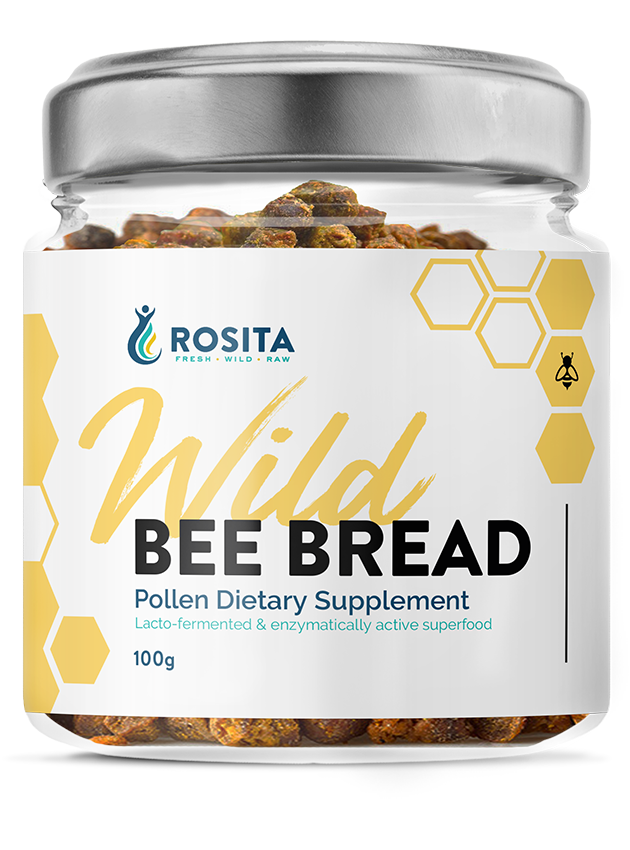 ROSITA
FRESH • WILD • RAW
Wild
BEE BREAD
Pollen Dietary Supplement
Lacto-fermented & enzymatically active superfood
100g